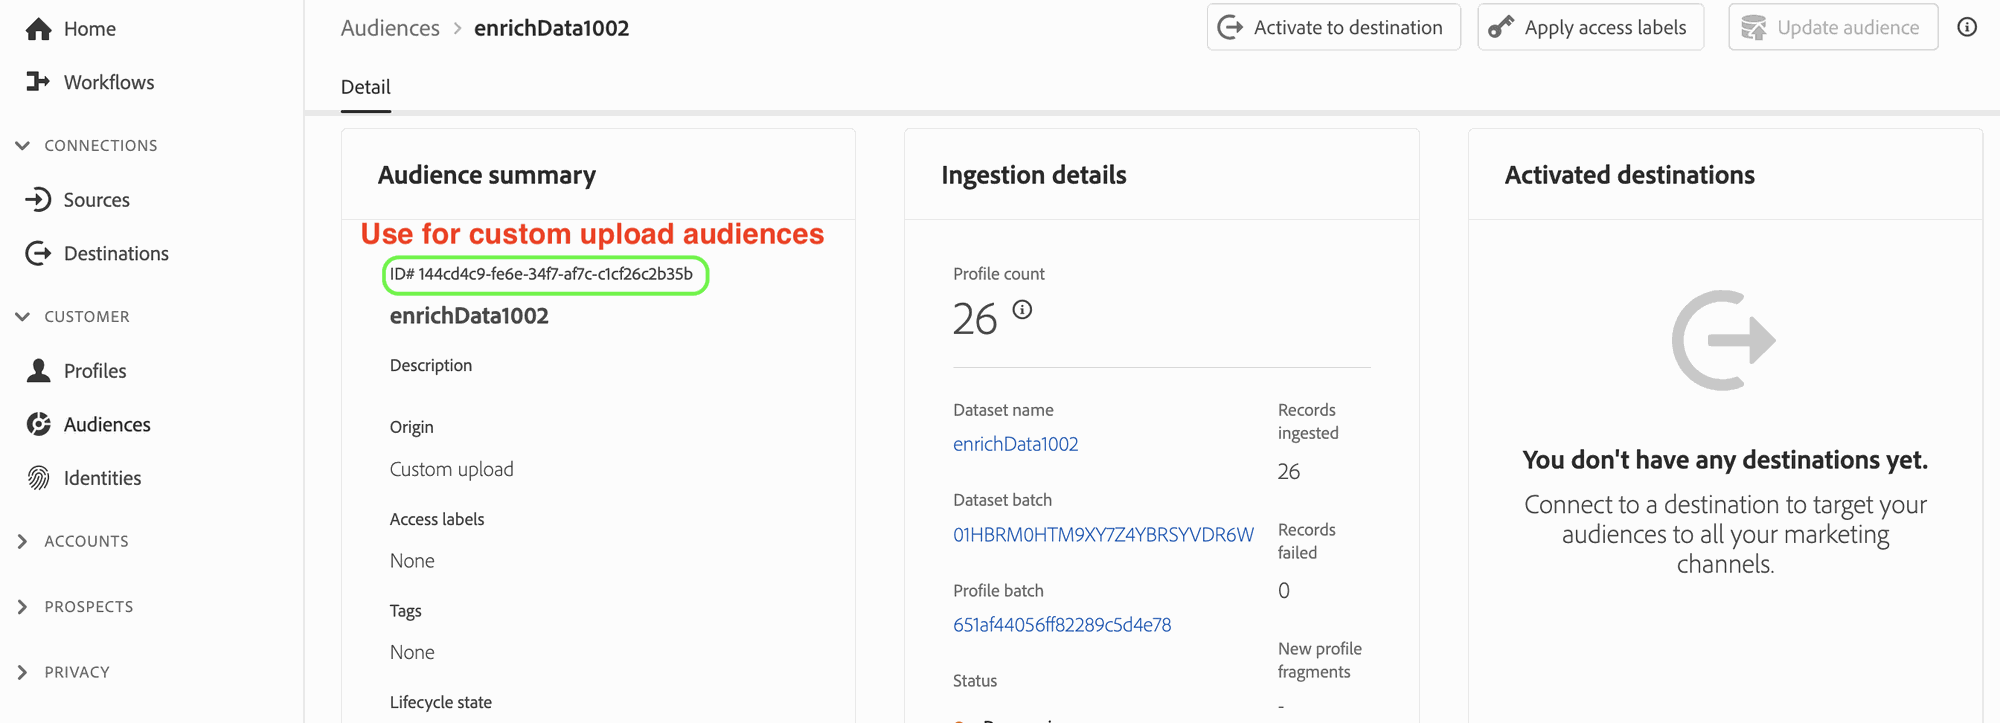 Home
Workflows
CONNECTIONS
Sources
Destinations
CUSTOMER
Profiles
Audiences
Identities
ACCOUNTS
PROSPECTS
PRIVACY
Audiences > enrichData1002
Activate to destination
Apply access labels
Update audience
Detail
Audience summary
Use for custom upload audiences
ID# 144cd4c9-fe6e-34f7-af7c-c1cf26c2b35b
enrichData1002
Description
Origin
Custom upload
Access labels
None
Tags
None
Lifecycle state
Ingestion details
Profile count
26
Dataset name
enrichData1002
Dataset batch
01HBRM0HTM9XY7Z4YBRSYVDR6W
Profile batch
651af44056ff82289c5d4e78
Status
Records
ingested
26
Records
failed
0
New profile
fragments
-
Activated destinations
You don't have any destinations yet.
Connect to a destination to target your
audiences to all your marketing
channels.